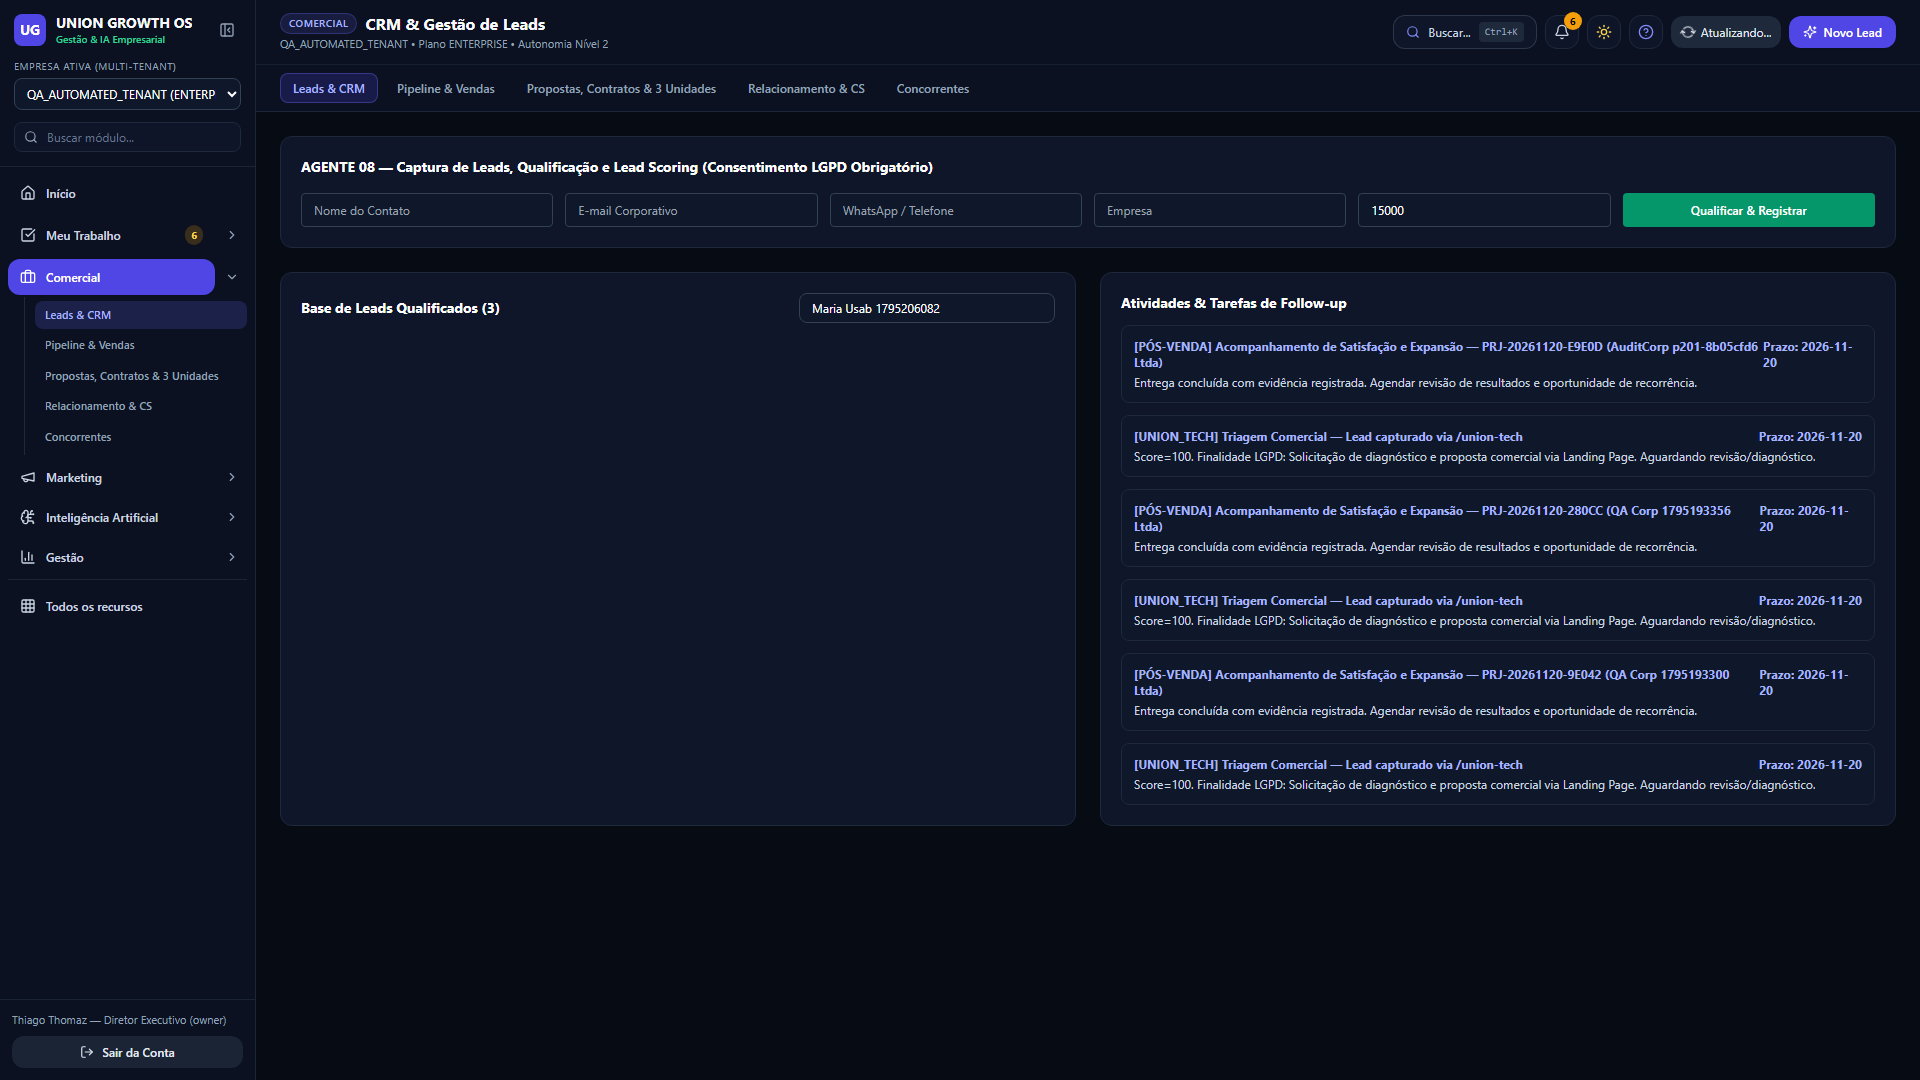 UG
UNION GROWTH OS
Gestão & IA Empresarial
EMPRESA ATIVA (MULTI-TENANT)
QA_AUTOMATED_TENANT (ENTERP
Buscar módulo...
Início
Meu Trabalho
6
Comercial
Leads & CRM
Pipeline & Vendas
Propostas, Contratos & 3 Unidades
Relacionamento & CS
Concorrentes
Marketing
Inteligência Artificial
Gestão
Todos os recursos
Thiago Thomaz — Diretor Executivo (owner)
Sair da Conta
COMERCIAL
CRM & Gestão de Leads
QA_AUTOMATED_TENANT • Plano ENTERPRISE • Autonomia Nível 2
Buscar...
Ctrl+K
6
Atualizando...
Novo Lead
Leads & CRM
Pipeline & Vendas
Propostas, Contratos & 3 Unidades
Relacionamento & CS
Concorrentes
AGENTE 08 — Captura de Leads, Qualificação e Lead Scoring (Consentimento LGPD Obrigatório)
Nome do Contato
E-mail Corporativo
WhatsApp / Telefone
Empresa
15000
Qualificar & Registrar
Base de Leads Qualificados (3)
Maria Usab 1795206082
Atividades & Tarefas de Follow-up
[PÓS-VENDA] Acompanhamento de Satisfação e Expansão — PRJ-20261120-E9E0D (AuditCorp p201-8b05cfd6
Ltda)
Prazo: 2026-11-
20
Entrega concluída com evidência registrada. Agendar revisão de resultados e oportunidade de recorrência.
[UNION_TECH] Triagem Comercial — Lead capturado via /union-tech
Prazo: 2026-11-20
Score=100. Finalidade LGPD: Solicitação de diagnóstico e proposta comercial via Landing Page. Aguardando revisão/diagnóstico.
[PÓS-VENDA] Acompanhamento de Satisfação e Expansão — PRJ-20261120-280CC (QA Corp 1795193356
Ltda)
Prazo: 2026-11-
20
Entrega concluída com evidência registrada. Agendar revisão de resultados e oportunidade de recorrência.
[UNION_TECH] Triagem Comercial — Lead capturado via /union-tech
Prazo: 2026-11-20
Score=100. Finalidade LGPD: Solicitação de diagnóstico e proposta comercial via Landing Page. Aguardando revisão/diagnóstico.
[PÓS-VENDA] Acompanhamento de Satisfação e Expansão — PRJ-20261120-9E042 (QA Corp 1795193300
Ltda)
Prazo: 2026-11-
20
Entrega concluída com evidência registrada. Agendar revisão de resultados e oportunidade de recorrência.
[UNION_TECH] Triagem Comercial — Lead capturado via /union-tech
Prazo: 2026-11-20
Score=100. Finalidade LGPD: Solicitação de diagnóstico e proposta comercial via Landing Page. Aguardando revisão/diagnóstico.